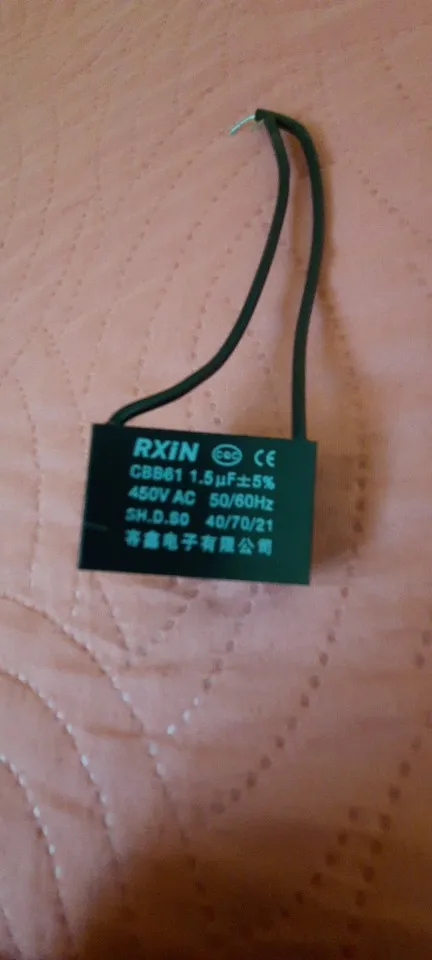 RXIN CQC CE
CBB61 1.5μF±5%
450V AC 50/60Hz
SH.D.S0 40/70/21
容鑫电子有限公司